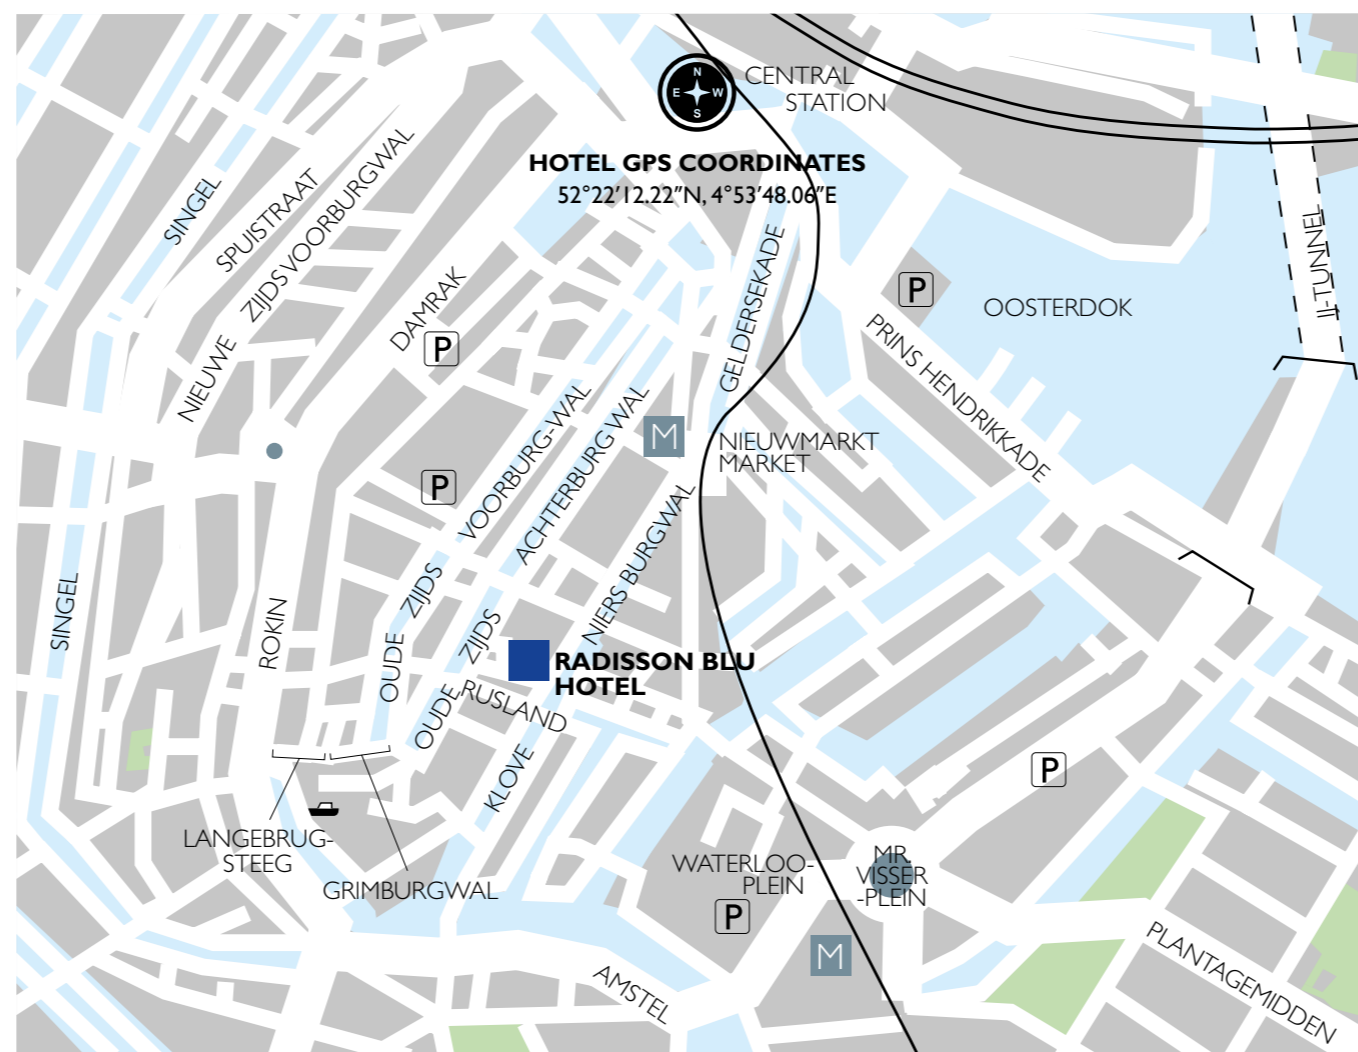 N
E W
S
CENTRAL
STATION
HOTEL GPS COORDINATES
52°22'12.22"N, 4°53'48.06"E
SINGEL
SPUISTRAAT
NIEUWE ZIJDS VOORBURGWAL
DAMRAK
P
GELDERSEKADE
P
OOSTERDOK
IJ-TUNNEL
PRINS HENDRIKKADE
M
NIEUWMARKT
MARKET
P
OUDE ZIJDS VOORBURG-WAL
OUDE ZIJDS ACHTERBURG WAL
KLOVE NIERS BURGWAL
SINGEL
ROKIN
RADISSON BLU
HOTEL
RUSLAND
P
LANGEBRUG-
STEEG
GRIMBURGWAL
WATERLOO-
PLEIN
P
MR.
VISSER
-PLEIN
M
AMSTEL
PLANTAGEMIDDEN